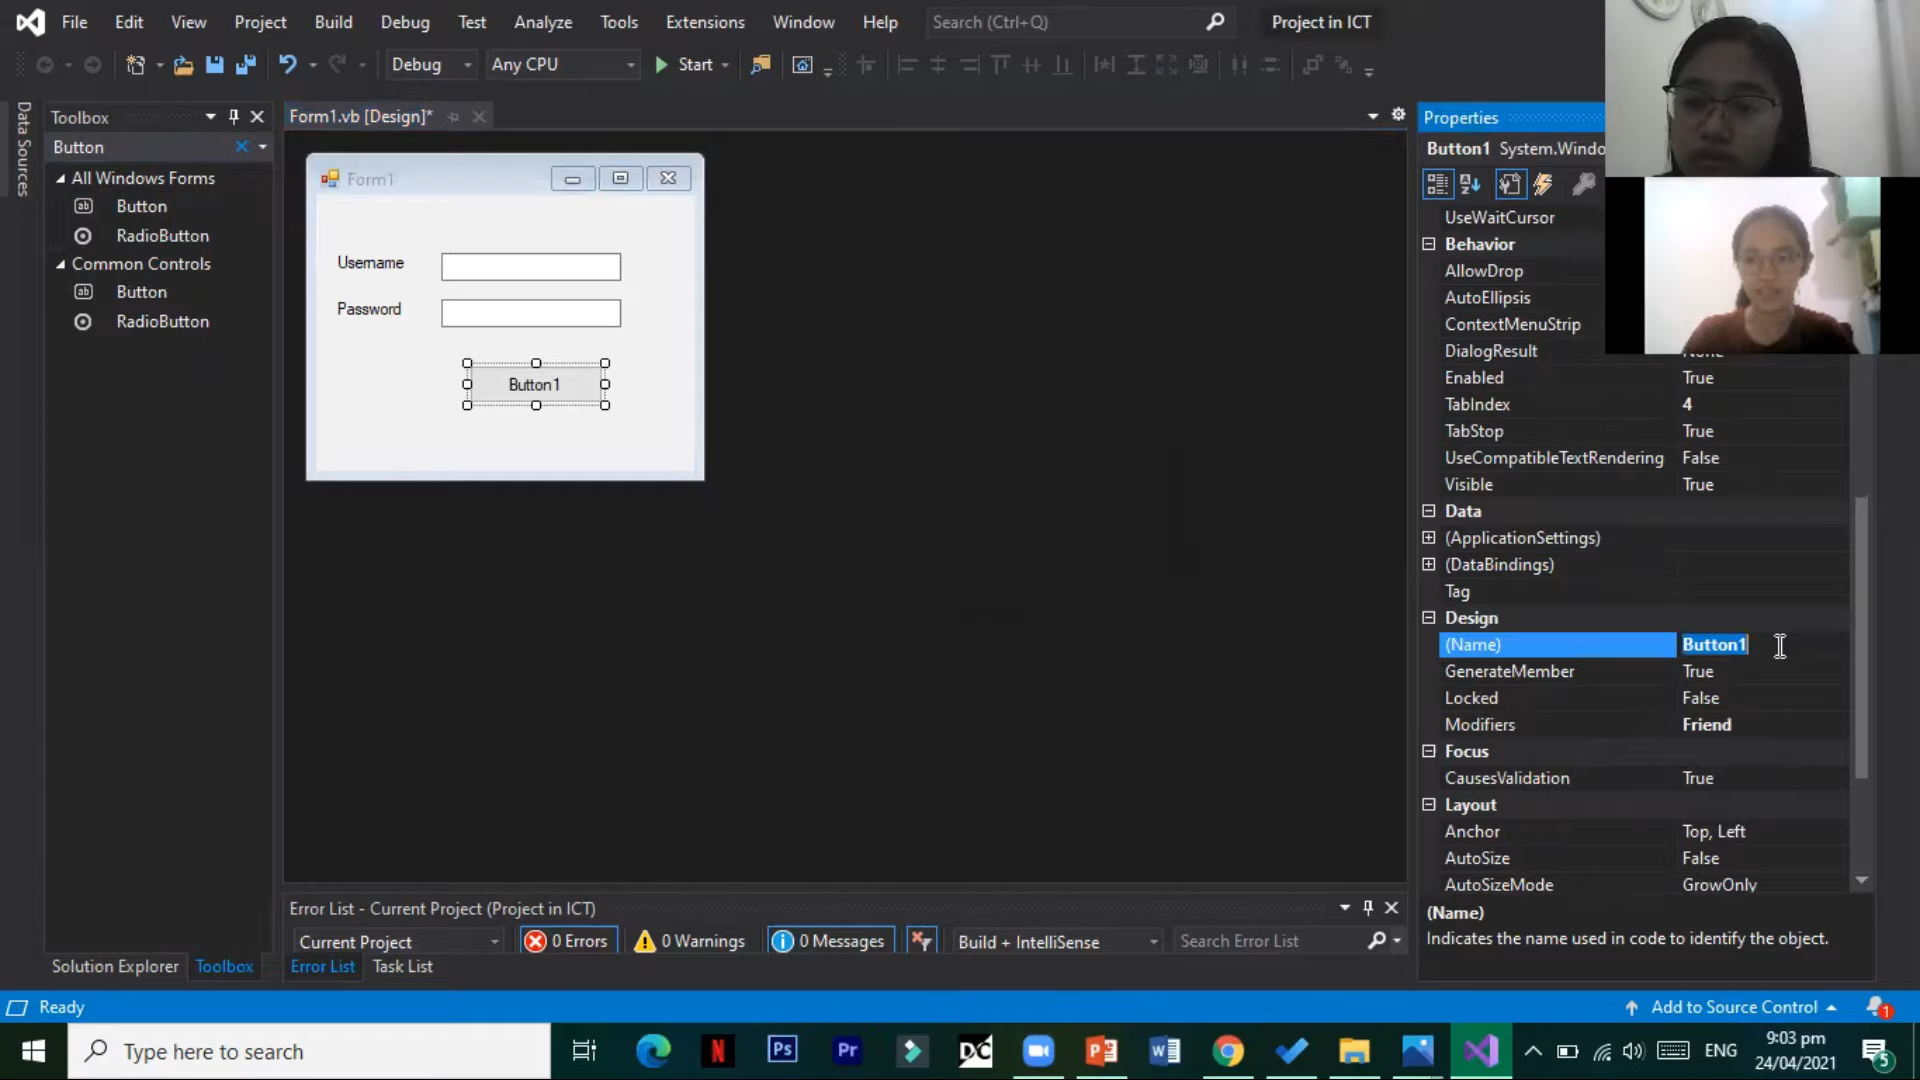 File Edit View Project Build Debug Test Analyze Tools Extensions Window Help Search (Ctrl+Q) Project in ICT
Debug Any CPU Start
Data Sources
Toolbox
Button
All Windows Forms
Button
RadioButton
Common Controls
Button
RadioButton
Form1.vb [Design]*
Form1
Username
Password
Button1
Properties
Button1 System.Windo
UseWaitCursor
Behavior
AllowDrop
AutoEllipsis
ContextMenuStrip
DialogResult None
Enabled True
TabIndex 4
TabStop True
UseCompatibleTextRendering False
Visible True
Data
(ApplicationSettings)
(DataBindings)
Tag
Design
(Name) Button1
GenerateMember True
Locked False
Modifiers Friend
Focus
CausesValidation True
Layout
Anchor Top, Left
AutoSize False
AutoSizeMode GrowOnly
(Name)
Indicates the name used in code to identify the object.
Error List - Current Project (Project in ICT)
Current Project 0 Errors 0 Warnings 0 Messages Build + IntelliSense Search Error List
Solution Explorer Toolbox Error List Task List
Ready Add to Source Control 1
Type here to search Ps Pr DC ENG 9:03 pm
24/04/2021 5